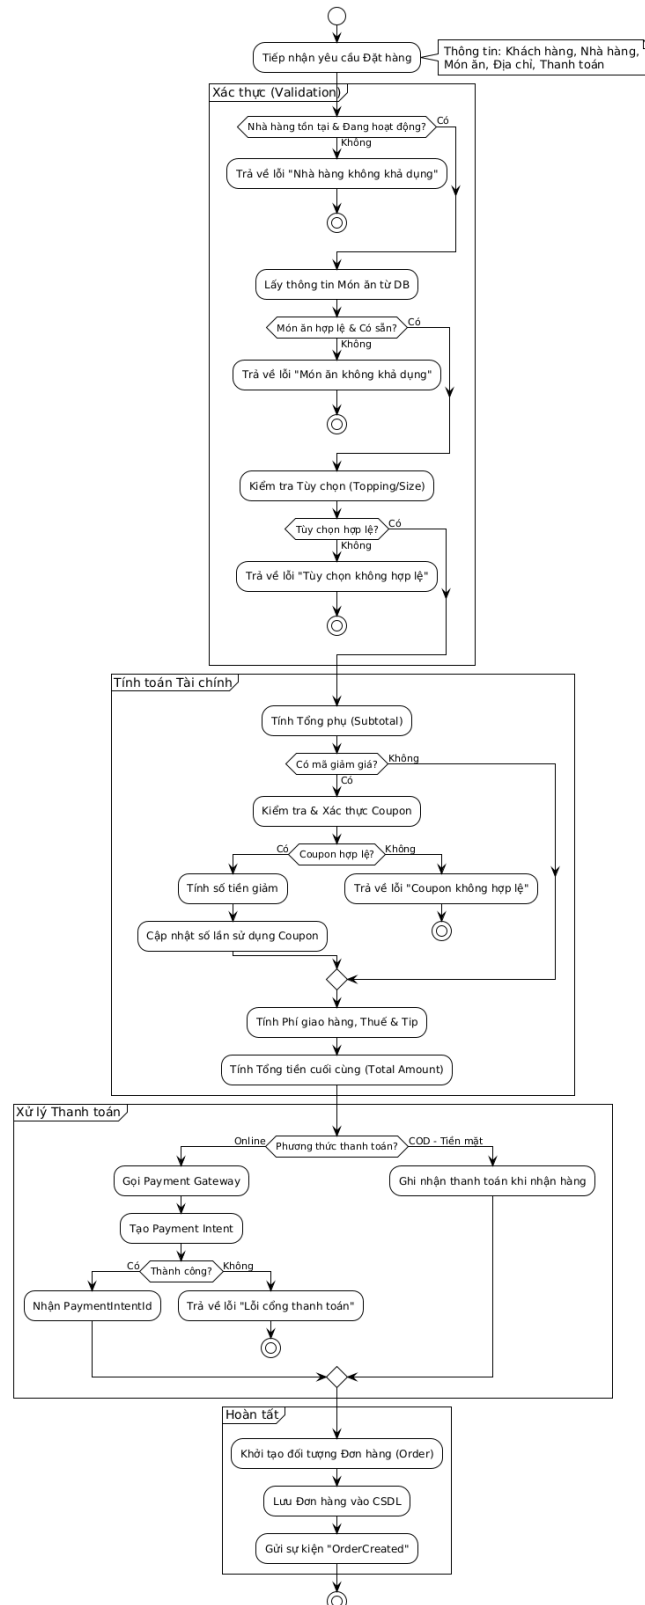 Tiếp nhận yêu cầu Đặt hàng
Thông tin: Khách hàng, Nhà hàng,
Món ăn, Địa chỉ, Thanh toán
Xác thực (Validation)
Nhà hàng tồn tại & Đang hoạt động?
Có
Không
Trả về lỗi "Nhà hàng không khả dụng"
Lấy thông tin Món ăn từ DB
Món ăn hợp lệ & Có sẵn?
Có
Không
Trả về lỗi "Món ăn không khả dụng"
Kiểm tra Tùy chọn (Topping/Size)
Tùy chọn hợp lệ?
Có
Không
Trả về lỗi "Tùy chọn không hợp lệ"
Tính toán Tài chính
Tính Tổng phụ (Subtotal)
Có mã giảm giá?
Không
Có
Kiểm tra & Xác thực Coupon
Có
Coupon hợp lệ?
Không
Tính số tiền giảm
Trả về lỗi "Coupon không hợp lệ"
Cập nhật số lần sử dụng Coupon
Tính Phí giao hàng, Thuế & Tip
Tính Tổng tiền cuối cùng (Total Amount)
Xử lý Thanh toán
Online
Phương thức thanh toán?
COD - Tiền mặt
Gọi Payment Gateway
Ghi nhận thanh toán khi nhận hàng
Tạo Payment Intent
Có
Thành công?
Không
Nhận PaymentIntentId
Trả về lỗi "Lỗi cổng thanh toán"
Hoàn tất
Khởi tạo đối tượng Đơn hàng (Order)
Lưu Đơn hàng vào CSDL
Gửi sự kiện "OrderCreated"